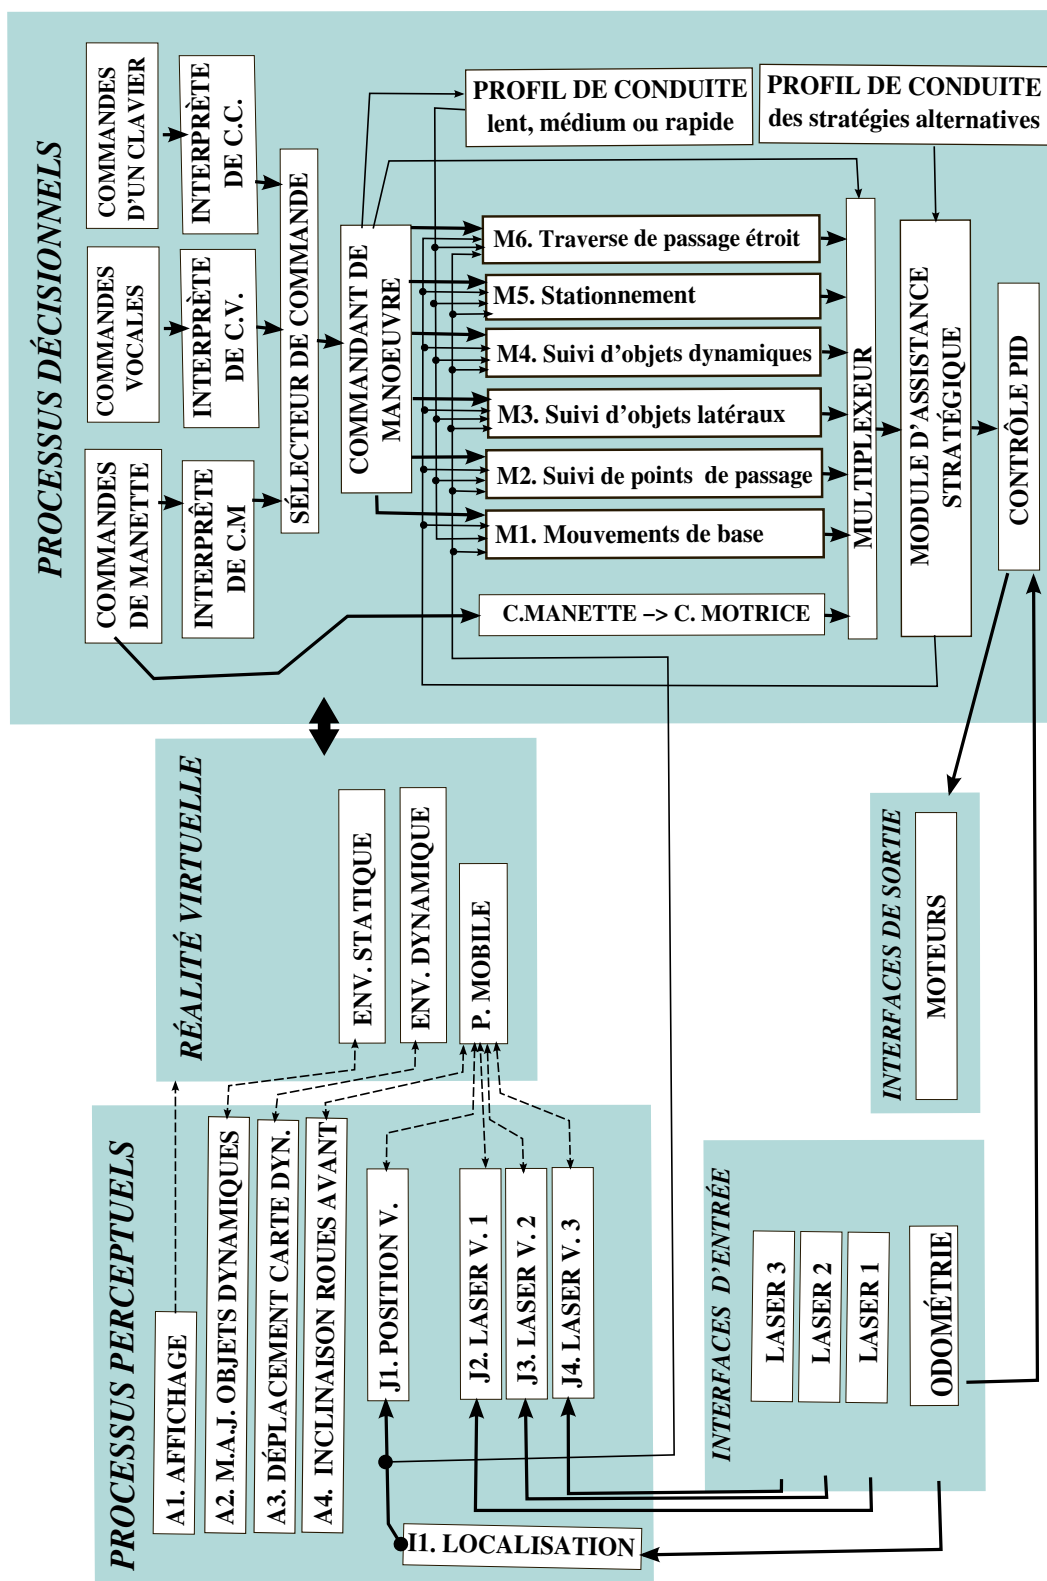 PROCESSUS DÉCISIONNELS
COMMANDES
D'UN CLAVIER
INTERPRÈTE
DE C.C.
COMMANDES
VOCALES
INTERPRÈTE
DE C.V.
COMMANDES
DE MANETTE
INTERPRÊTE
DE C.M
SÉLECTEUR DE COMMANDE
COMMANDANT DE
MANOEUVRE
PROFIL DE CONDUITE
lent, médium ou rapide
PROFIL DE CONDUITE
des stratégies alternatives
M6. Traverse de passage étroit
M5. Stationnement
M4. Suivi d'objets dynamiques
M3. Suivi d'objets latéraux
M2. Suivi de points de passage
M1. Mouvements de base
C.MANETTE –> C. MOTRICE
MULTIPLEXEUR
MODULE D'ASSISTANCE
STRATÉGIQUE
CONTRÔLE PID
RÉALITÉ VIRTUELLE
ENV. STATIQUE
ENV. DYNAMIQUE
P. MOBILE
INTERFACES DE SORTIE
MOTEURS
PROCESSUS PERCEPTUELS
A1. AFFICHAGE
A2. M.A.J. OBJETS DYNAMIQUES
A3. DÉPLACEMENT CARTE DYN.
A4. INCLINAISON ROUES AVANT
J1. POSITION V.
J2. LASER V. 1
J3. LASER V. 2
J4. LASER V. 3
I1. LOCALISATION
INTERFACES D'ENTRÉE
LASER 3
LASER 2
LASER 1
ODOMÉTRIE